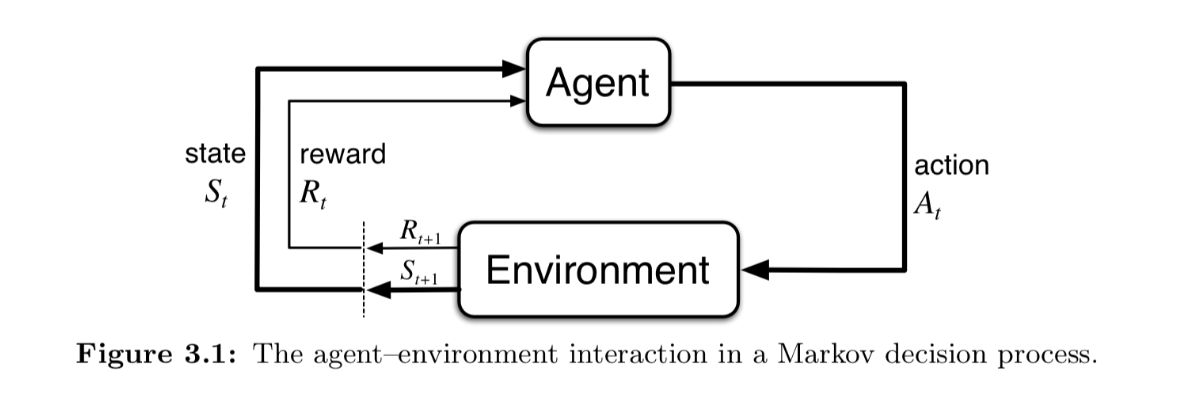 Agent
state
S_t
reward
R_t
action
A_t
R_{t+1}
S_{t+1}
Environment
Figure 3.1: The agent–environment interaction in a Markov decision process.